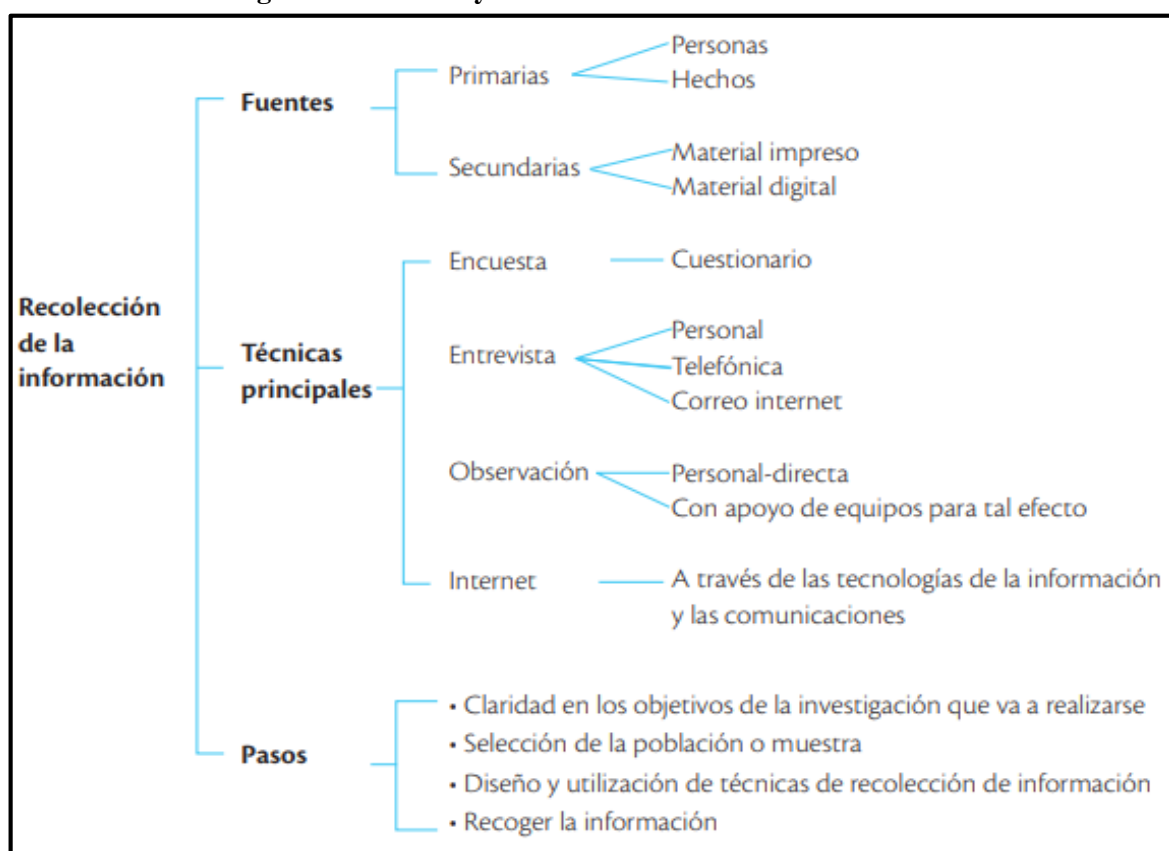 Fuentes
Primarias
Personas
Hechos
Secundarias
Material impreso
Material digital
Recolección
de la
información
Técnicas
principales
Encuesta
Cuestionario
Entrevista
Personal
Telefónica
Correo internet
Observación
Personal-directa
Con apoyo de equipos para tal efecto
Internet
A través de las tecnologías de la información
y las comunicaciones
Pasos
• Claridad en los objetivos de la investigación que va a realizarse
• Selección de la población o muestra
• Diseño y utilización de técnicas de recolección de información
• Recoger la información